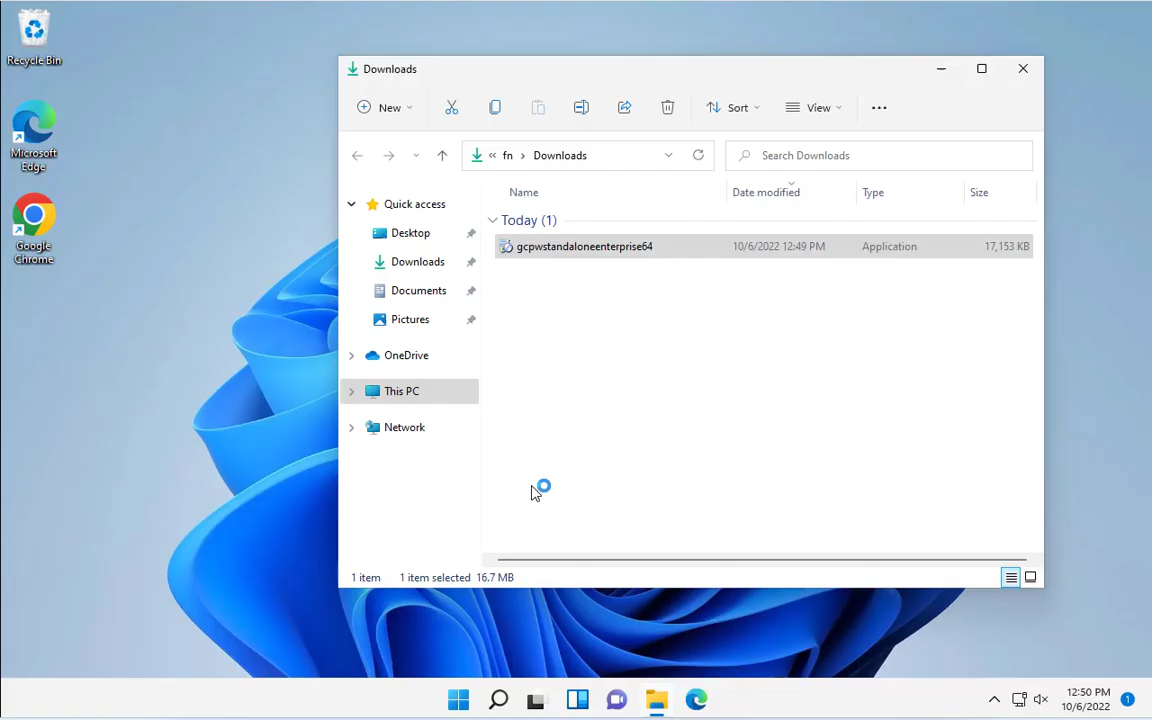 Recycle Bin
Microsoft
Edge
Google
Chrome
Downloads
New
Sort
View
« fn > Downloads
Search Downloads
Name
Date modified
Type
Size
Quick access
Desktop
Downloads
Documents
Pictures
OneDrive
This PC
Network
Today (1)
gcpwstandaloneenterprise64
10/6/2022 12:49 PM
Application
17,153 KB
1 item
1 item selected 16.7 MB
12:50 PM
10/6/2022
1